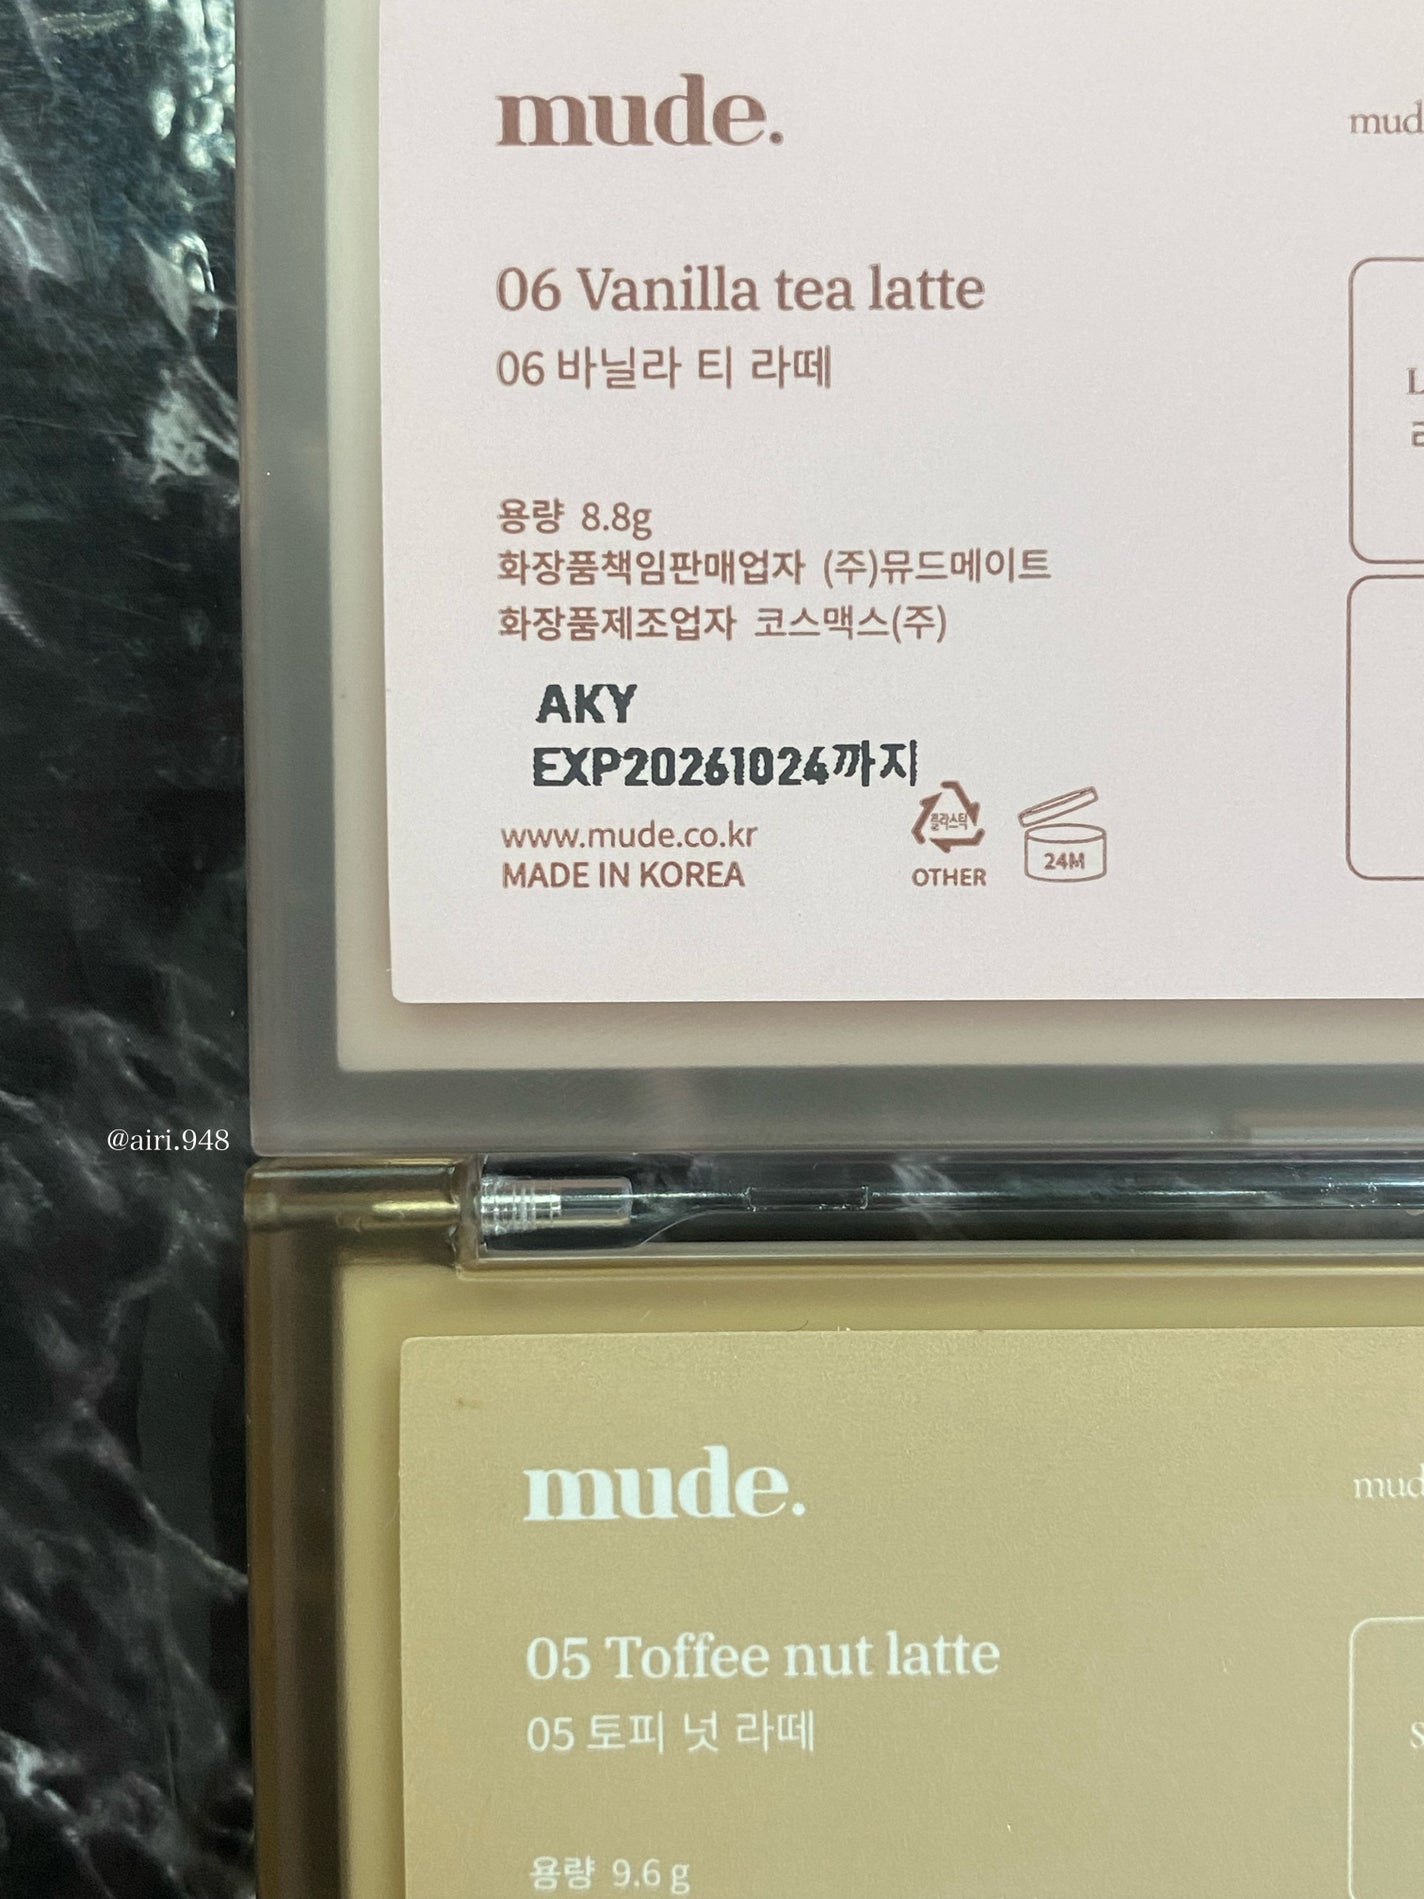 mude.
06 Vanilla tea latte
06 바닐라 티 라떼
용량 8.8g
화장품책임판매업자 (주)뮤드메이트
화장품제조업자 코스맥스(주)
AKY
EXP20261024까지
www.mude.co.kr
MADE IN KOREA
플라스틱
OTHER
24M
@airi.948
mude.
05 Toffee nut latte
05 토피 넛 라떼
용량 9.6 g